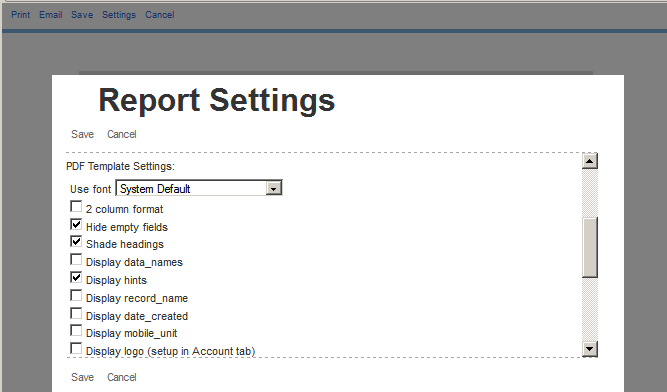 Print Email Save Settings Cancel
Report Settings
Save Cancel
PDF Template Settings:
Use font System Default
2 column format
Hide empty fields
Shade headings
Display data_names
Display hints
Display record_name
Display date_created
Display mobile_unit
Display logo (setup in Account tab)
Save Cancel